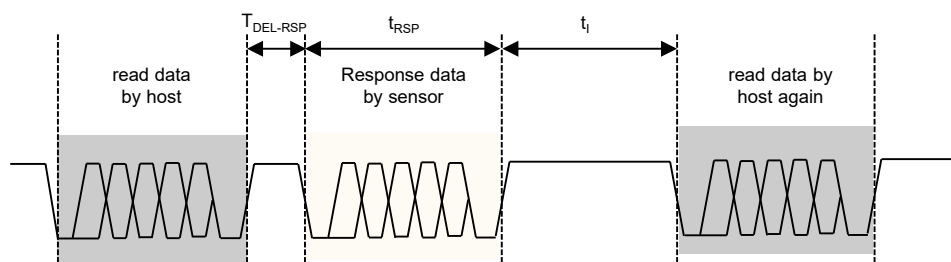 T_DEL-RSP t_RSP t_I
read data
by host
Response data
by sensor
read data by
host again